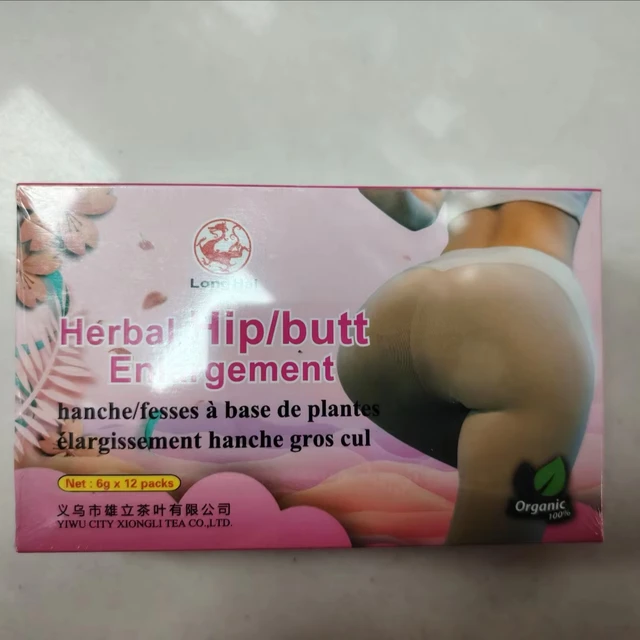 Herbal Hip/butt
Enlargement
hanche/fesses à base de plantes
élargissement hanche gros cul
Net : 6g x 12 packs
义乌市雄立茶叶有限公司
YIWU CITY XIONGLI TEA CO.,LTD.
Organic
100%